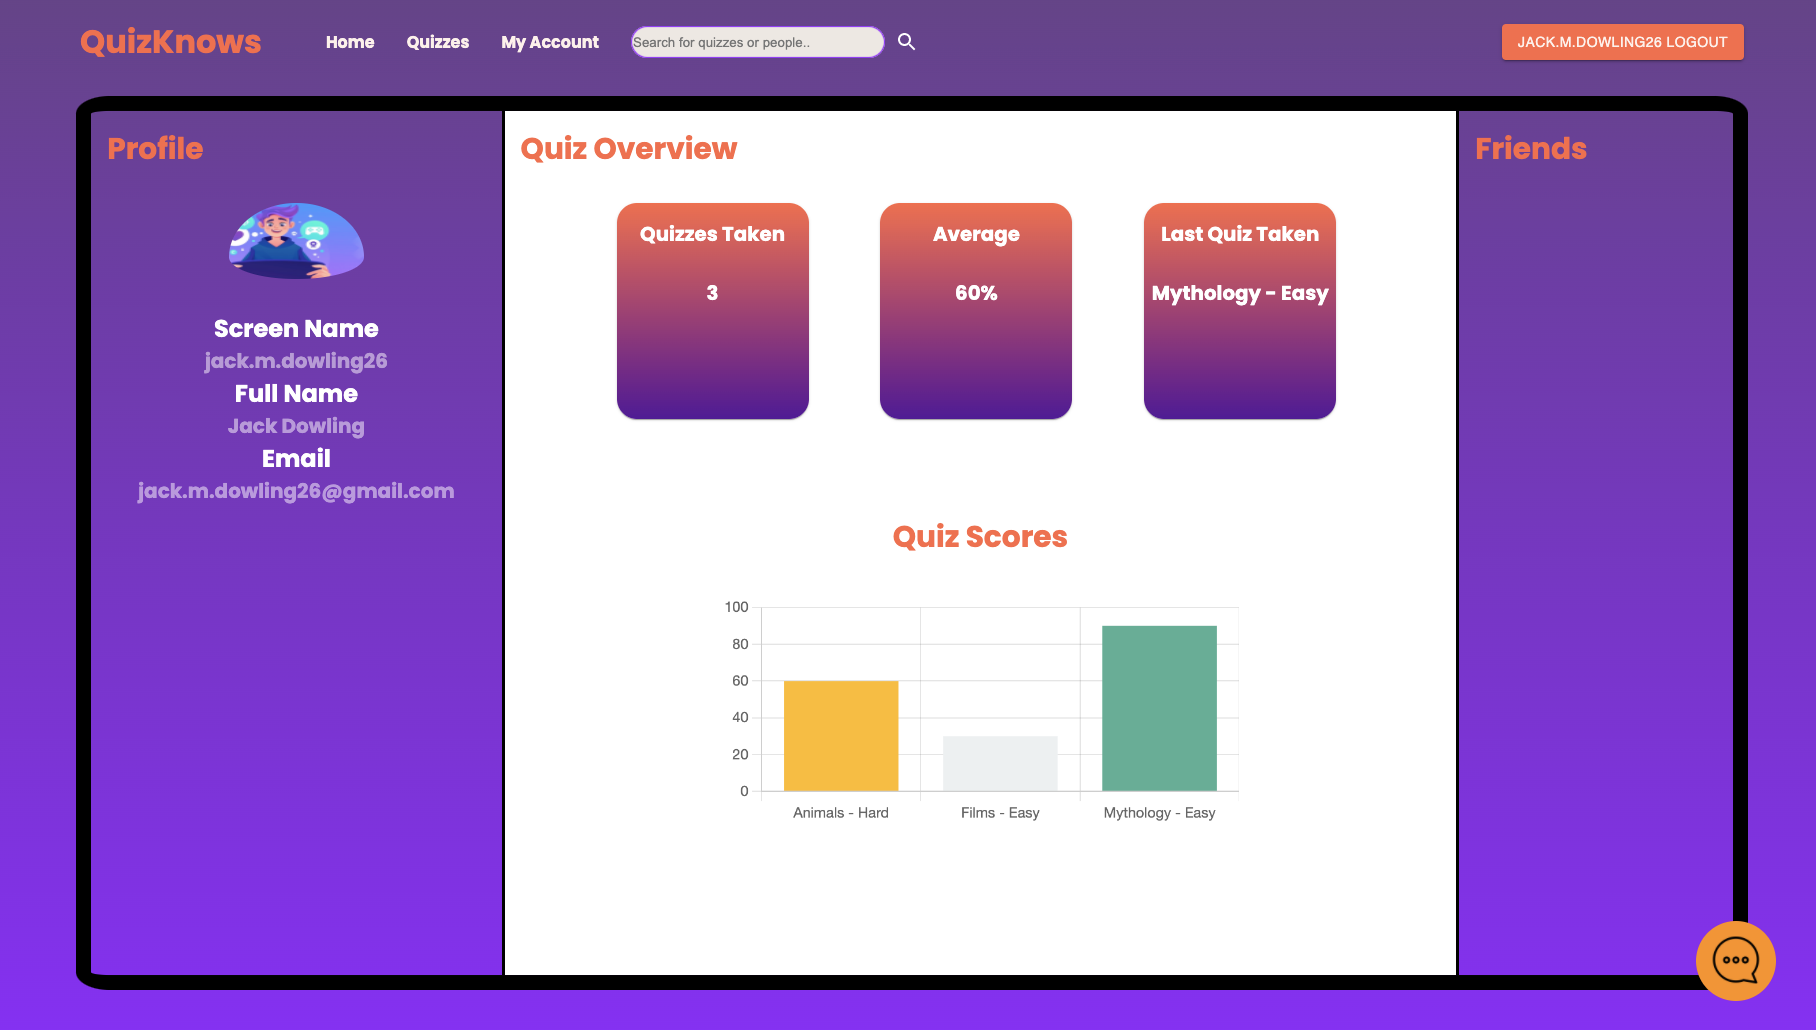 QuizKnows
Home Quizzes My Account Search for quizzes or people.. JACK.M.DOWLING26 LOGOUT
Profile
Screen Name
jack.m.dowling26
Full Name
Jack Dowling
Email
jack.m.dowling26@gmail.com
Quiz Overview
Quizzes Taken
3
Average
60%
Last Quiz Taken
Mythology - Easy
Quiz Scores
100
80
60
40
20
0
Animals - Hard Films - Easy Mythology - Easy
Friends